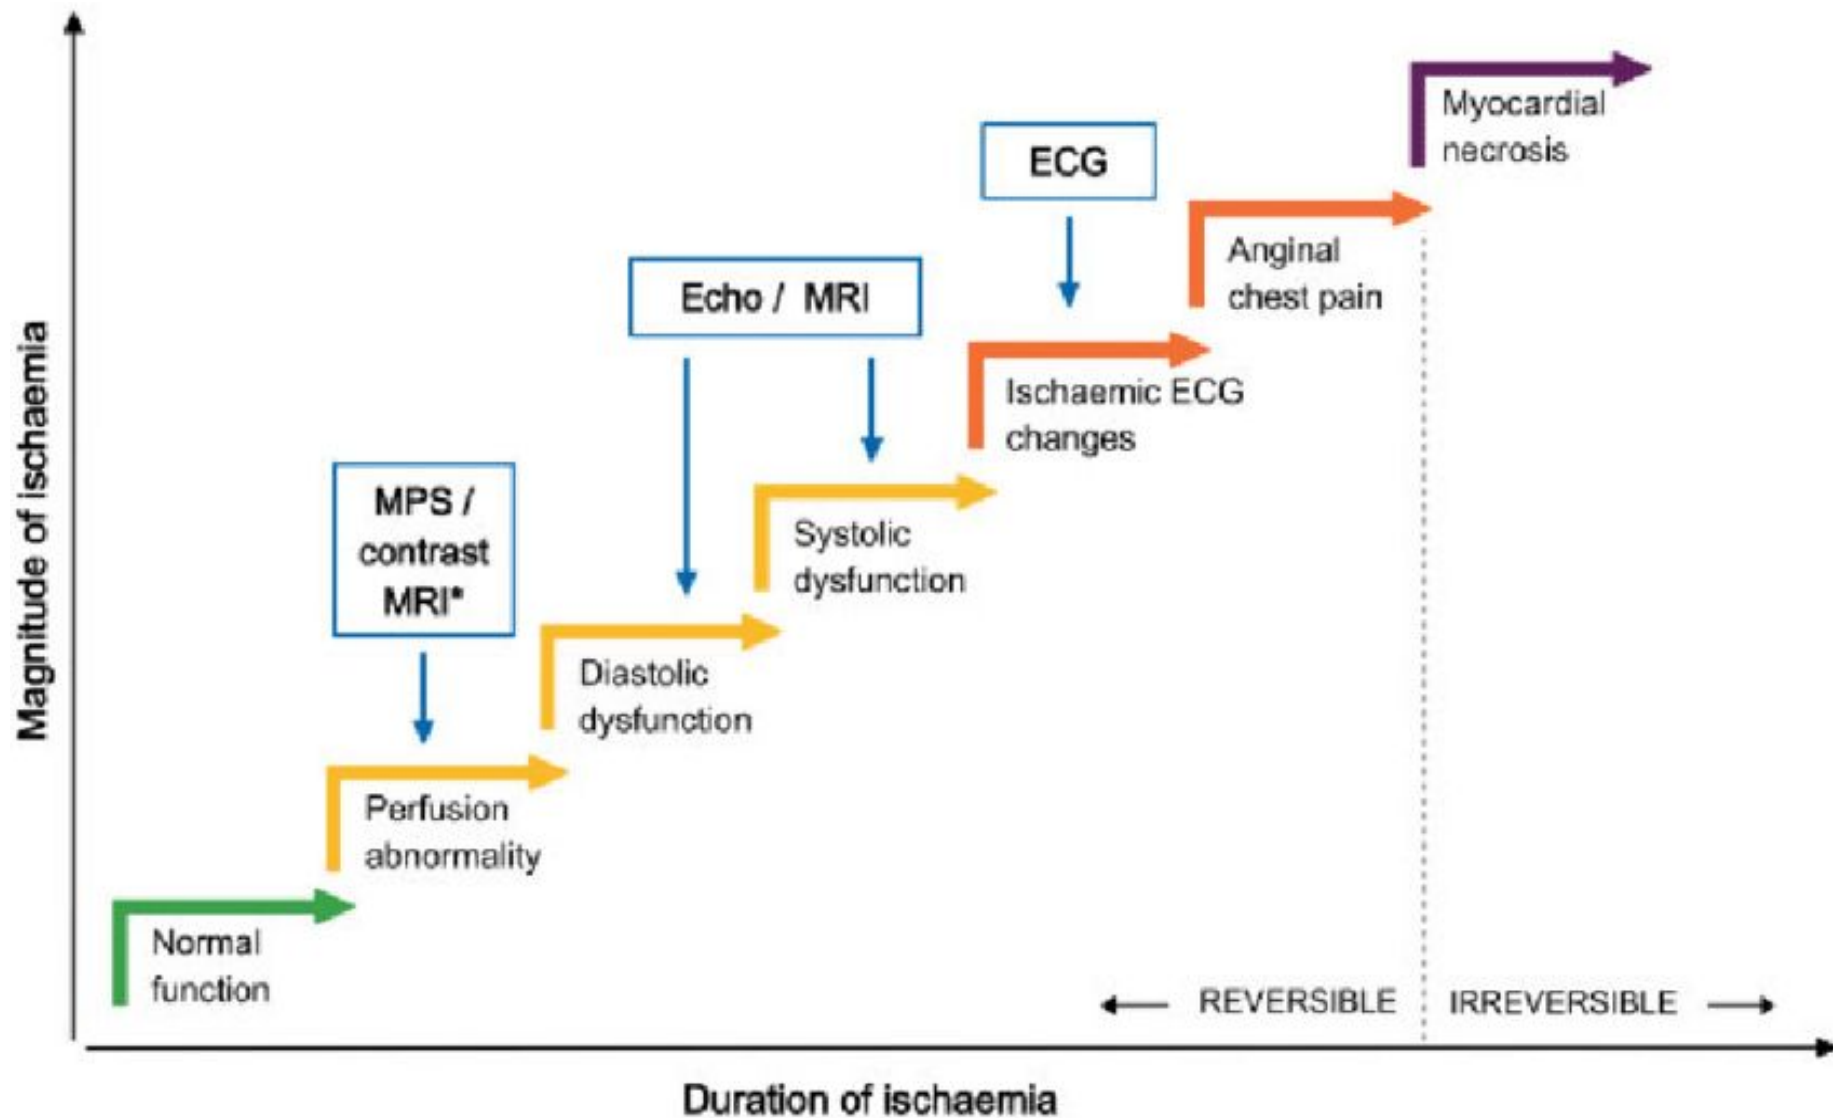 Magnitude of ischaemia
Myocardial
necrosis
ECG
Anginal
chest pain
Echo / MRI
Ischaemic ECG
changes
MPS /
contrast
MRI*
Systolic
dysfunction
Diastolic
dysfunction
Perfusion
abnormality
Normal
function
REVERSIBLE IRREVERSIBLE
Duration of ischaemia